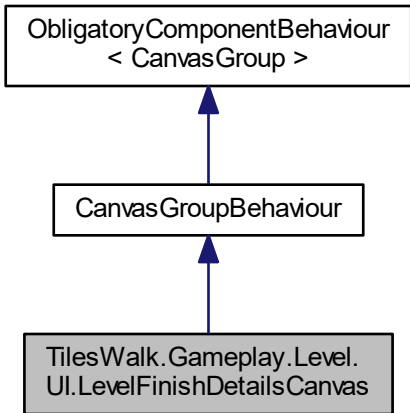 ObligatoryComponentBehaviour
< CanvasGroup >
CanvasGroupBehaviour
TilesWalk.Gameplay.Level.
UI.LevelFinishDetailsCanvas